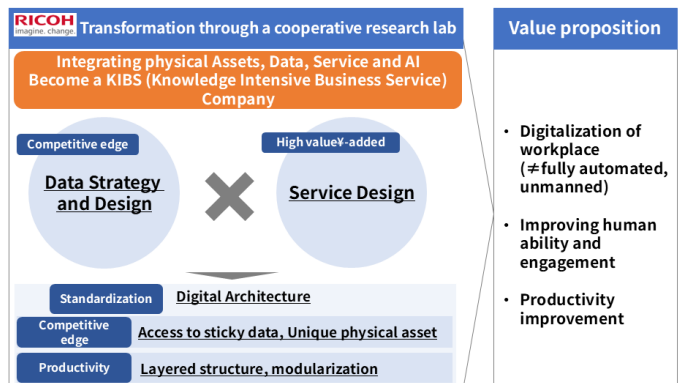 RICOH
imagine. change.
Transformation through a cooperative research lab
Integrating physical Assets, Data, Service and AI
Become a KIBS (Knowledge Intensive Business Service)
Company
Competitive edge
Data Strategy
and Design
High value¥-added
Service Design
Standardization
Digital Architecture
Competitive
edge
Access to sticky data, Unique physical asset
Productivity
Layered structure, modularization
Value proposition
• Digitalization of
workplace
(≠fully automated,
unmanned)
• Improving human
ability and
engagement
• Productivity
improvement